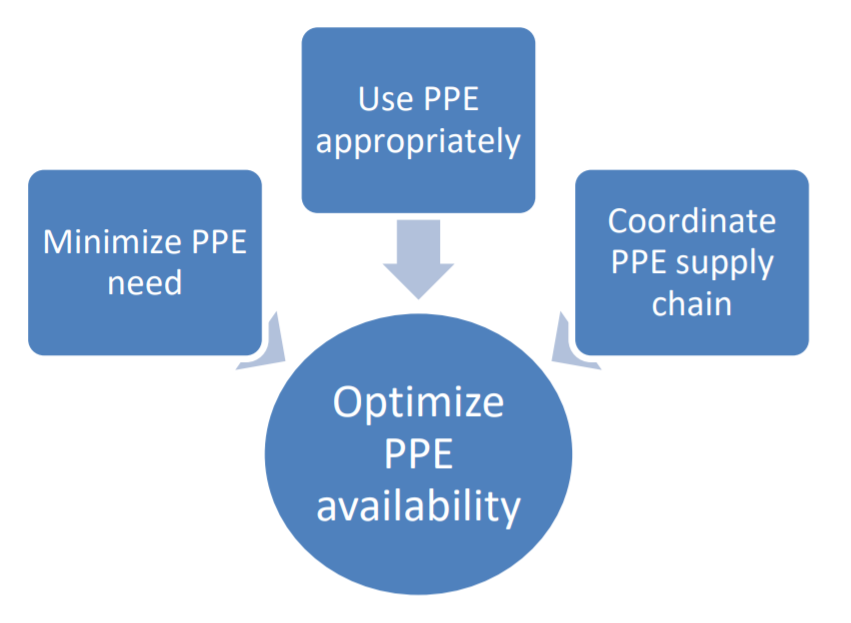 Use PPE
appropriately
Minimize PPE
need
Coordinate
PPE supply
chain
Optimize
PPE
availability